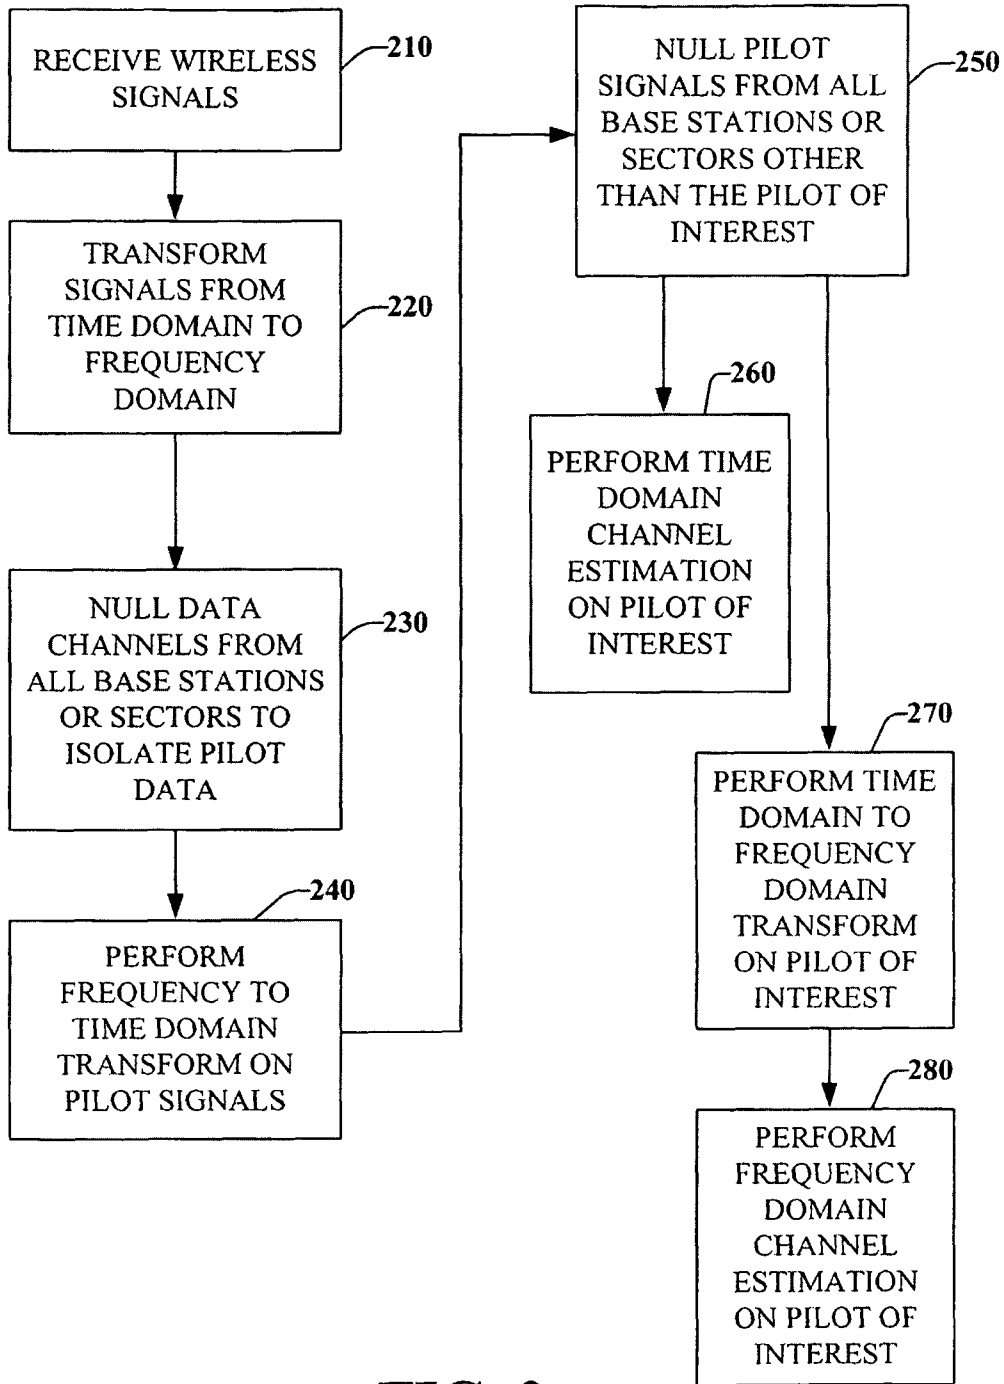 RECEIVE WIRELESS
SIGNALS
210
TRANSFORM
SIGNALS FROM
TIME DOMAIN TO
FREQUENCY
DOMAIN
220
NULL DATA
CHANNELS FROM
ALL BASE STATIONS
OR SECTORS TO
ISOLATE PILOT
DATA
230
240
PERFORM
FREQUENCY TO
TIME DOMAIN
TRANSFORM ON
PILOT SIGNALS
NULL PILOT
SIGNALS FROM ALL
BASE STATIONS OR
SECTORS OTHER
THAN THE PILOT OF
INTEREST
250
260
PERFORM TIME
DOMAIN
CHANNEL
ESTIMATION
ON PILOT OF
INTEREST
270
PERFORM TIME
DOMAIN TO
FREQUENCY
DOMAIN
TRANSFORM
ON PILOT OF
INTEREST
280
PERFORM
FREQUENCY
DOMAIN
CHANNEL
ESTIMATION
ON PILOT OF
INTEREST